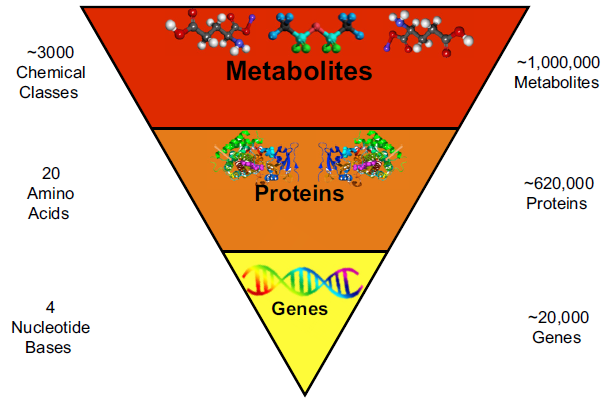 ~3000
Chemical
Classes
Metabolites
~1,000,000
Metabolites
20
Amino
Acids
Proteins
~620,000
Proteins
4
Nucleotide
Bases
Genes
~20,000
Genes